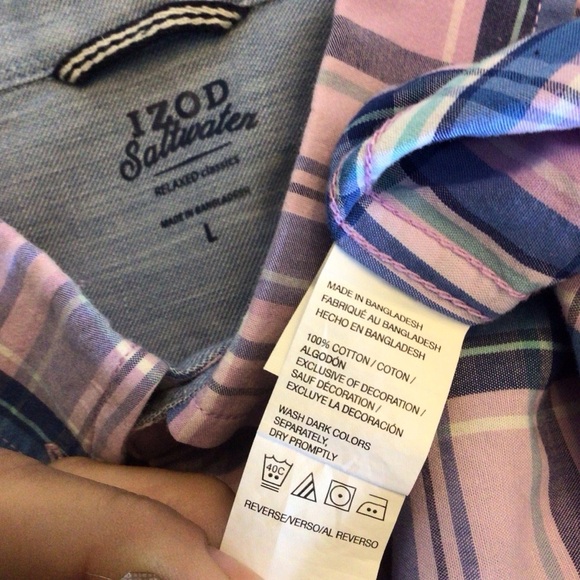 IZOD
Saltwater
RELAXED classics
MADE IN BANGLADESH
L
MADE IN BANGLADESH
FABRIQUÉ AU BANGLADESH
HECHO EN BANGLADESH
100% COTTON / COTON /
ALGODÓN
EXCLUSIVE OF DECORATION /
SAUF DÉCORATION /
EXCLUYE LA DECORACIÓN
WASH DARK COLORS
SEPARATELY,
DRY PROMPTLY
40C
REVERSE/VERSO/AL REVERSO